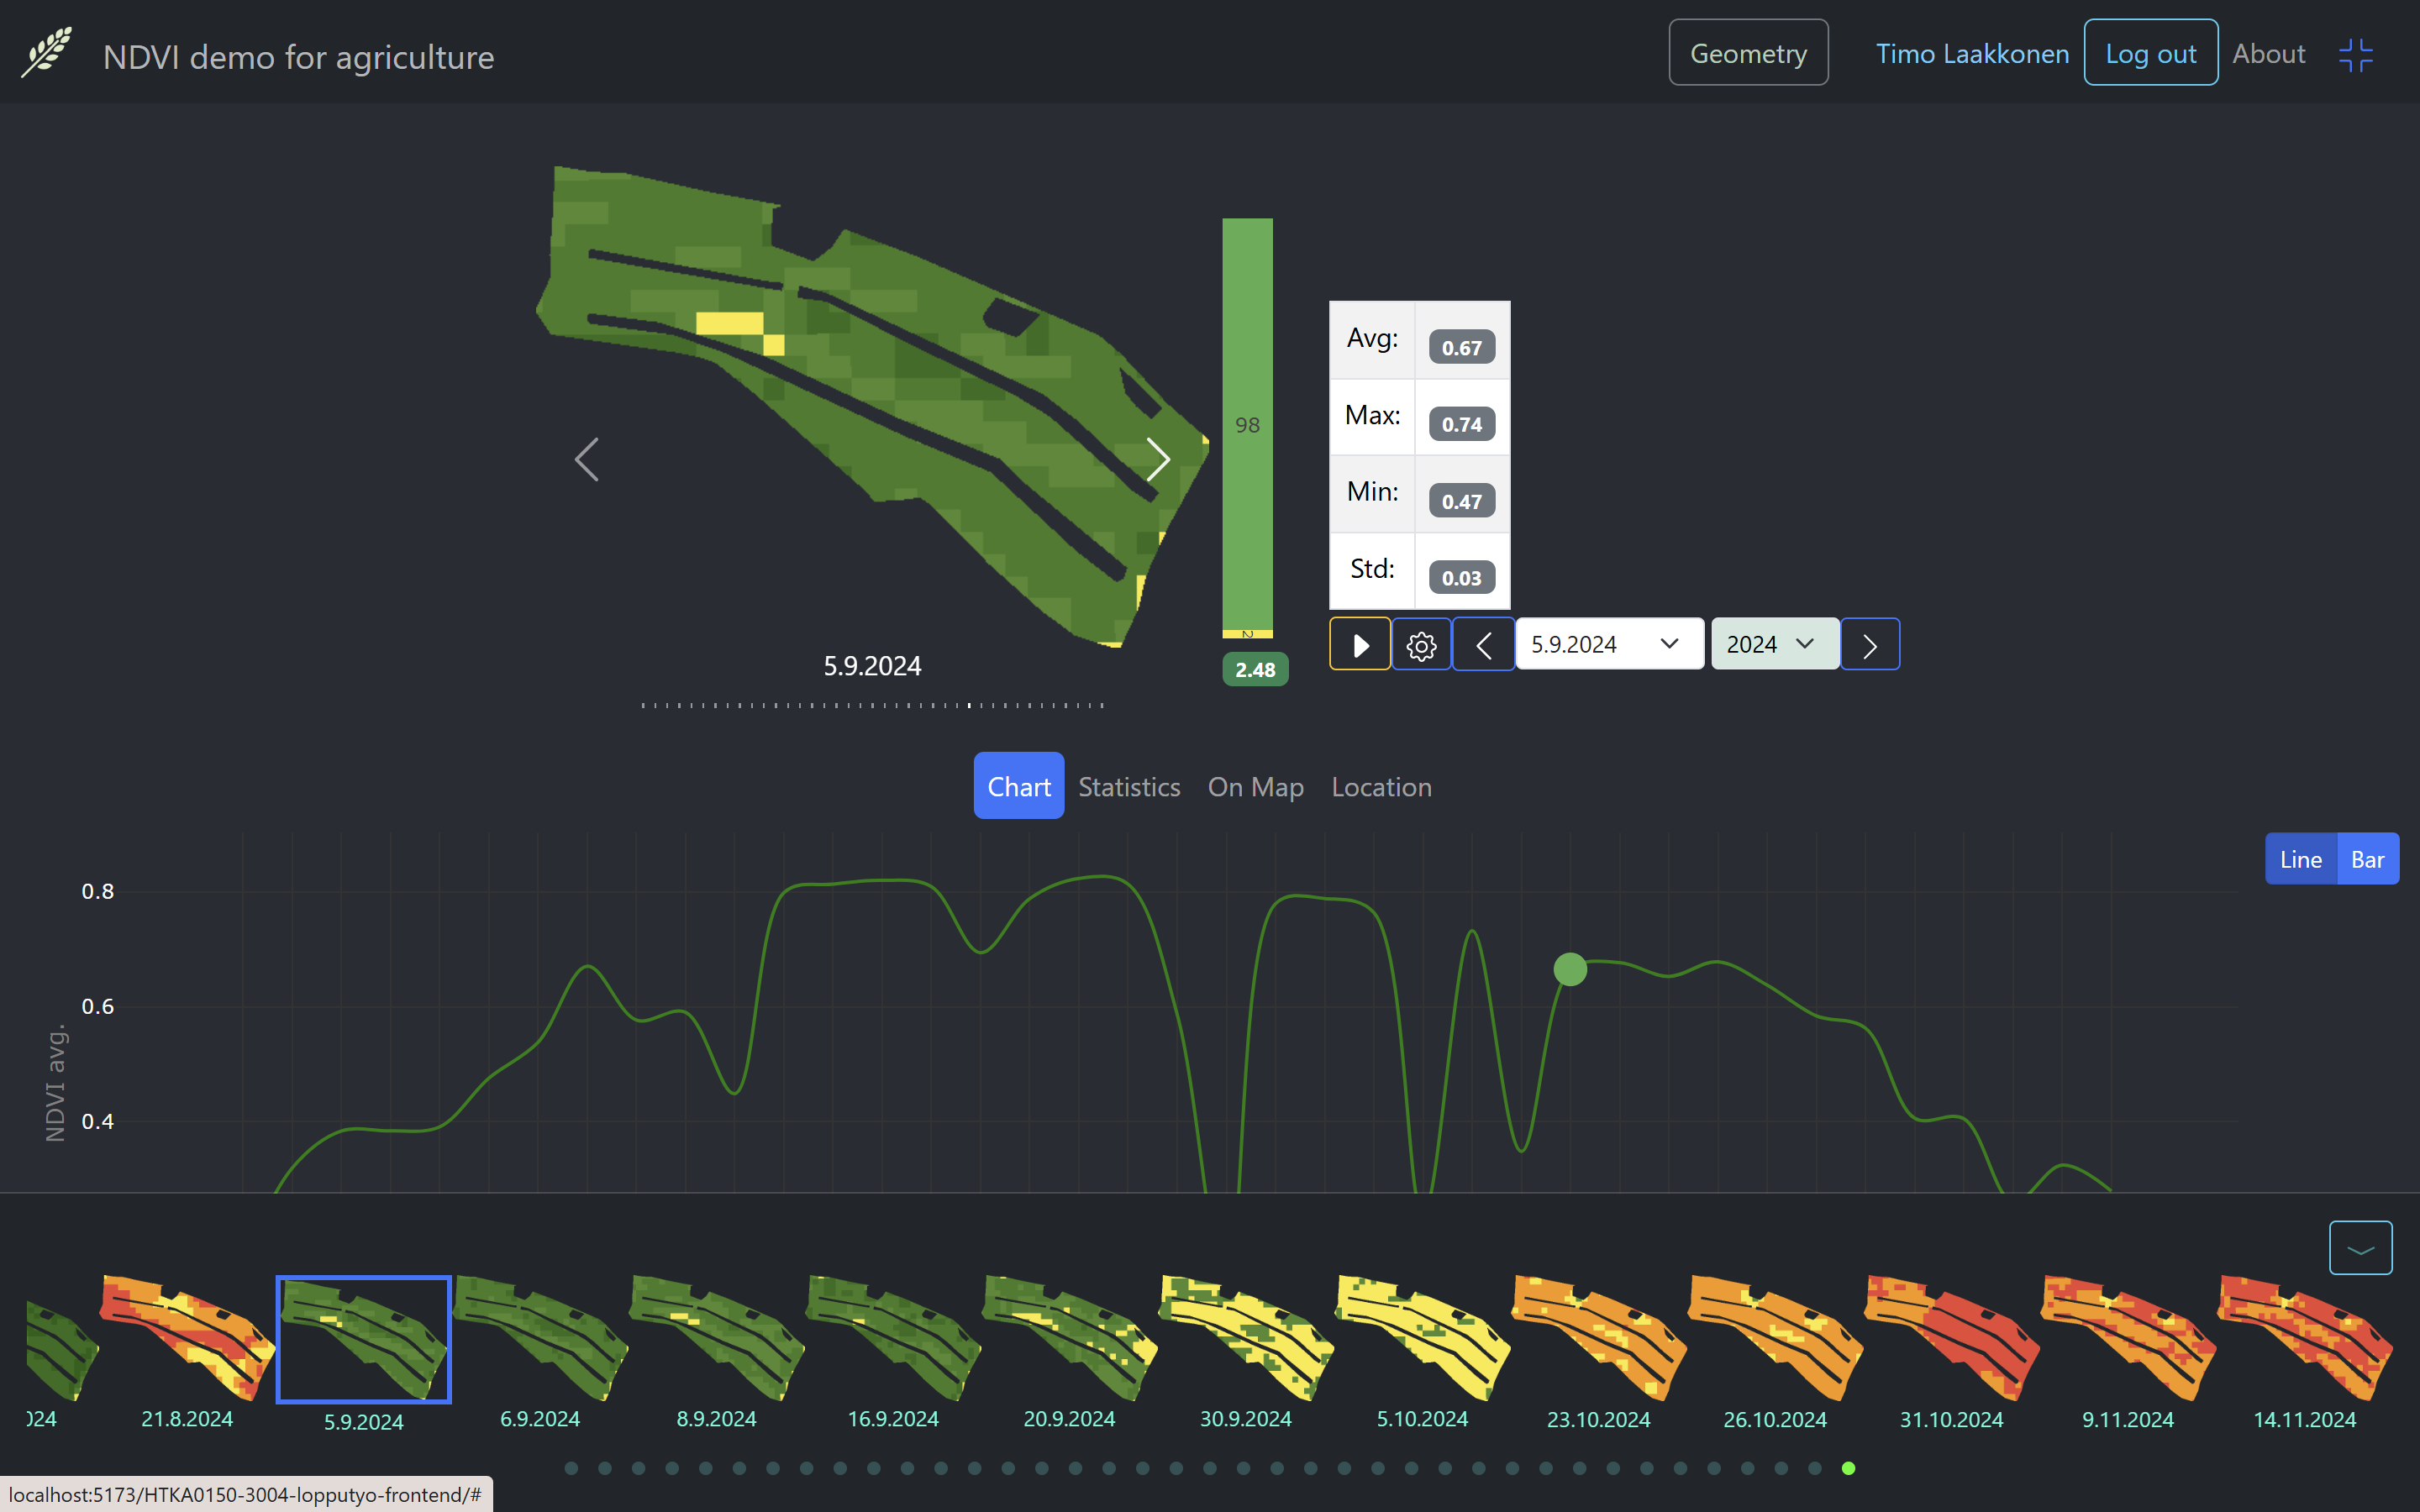 NDVI demo for agriculture
Geometry
Timo Laakkonen
Log out
About
98
2
2.48
Avg: 0.67
Max: 0.74
Min: 0.47
Std: 0.03
5.9.2024
5.9.2024
2024
Chart
Statistics
On Map
Location
Line
Bar
0.8
0.6
0.4
NDVI avg.
024
21.8.2024
5.9.2024
6.9.2024
8.9.2024
16.9.2024
20.9.2024
30.9.2024
5.10.2024
23.10.2024
26.10.2024
31.10.2024
9.11.2024
14.11.2024
localhost:5173/HTKA0150-3004-lopputyo-frontend/#